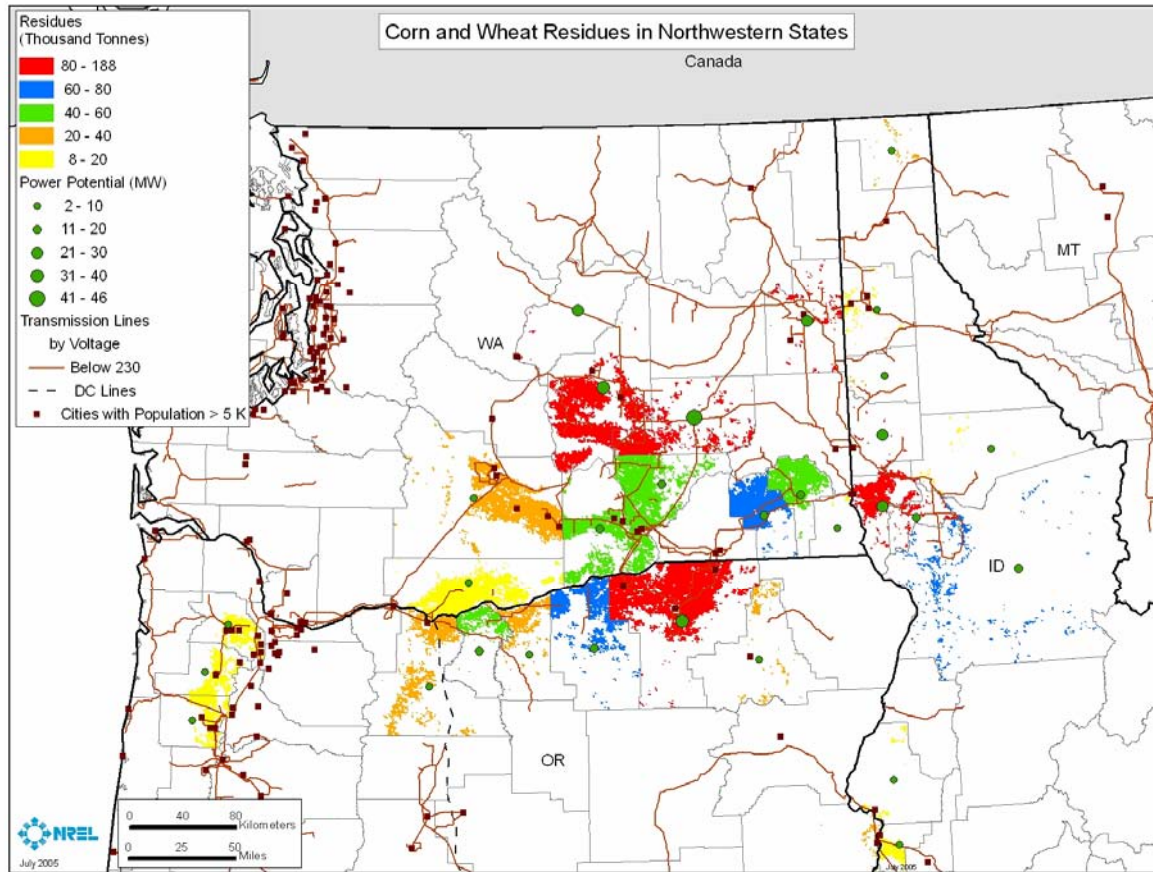 Corn and Wheat Residues in Northwestern States
Canada
Residues
(Thousand Tonnes)
80 - 188
60 - 80
40 - 60
20 - 40
8 - 20
Power Potential (MW)
2 - 10
11 - 20
21 - 30
31 - 40
41 - 46
Transmission Lines
by Voltage
Below 230
DC Lines
Cities with Population > 5 K
MT
WA
ID
OR
0 40 80
Kilometers
0 25 50
Miles
NREL
July 2005
July 2005